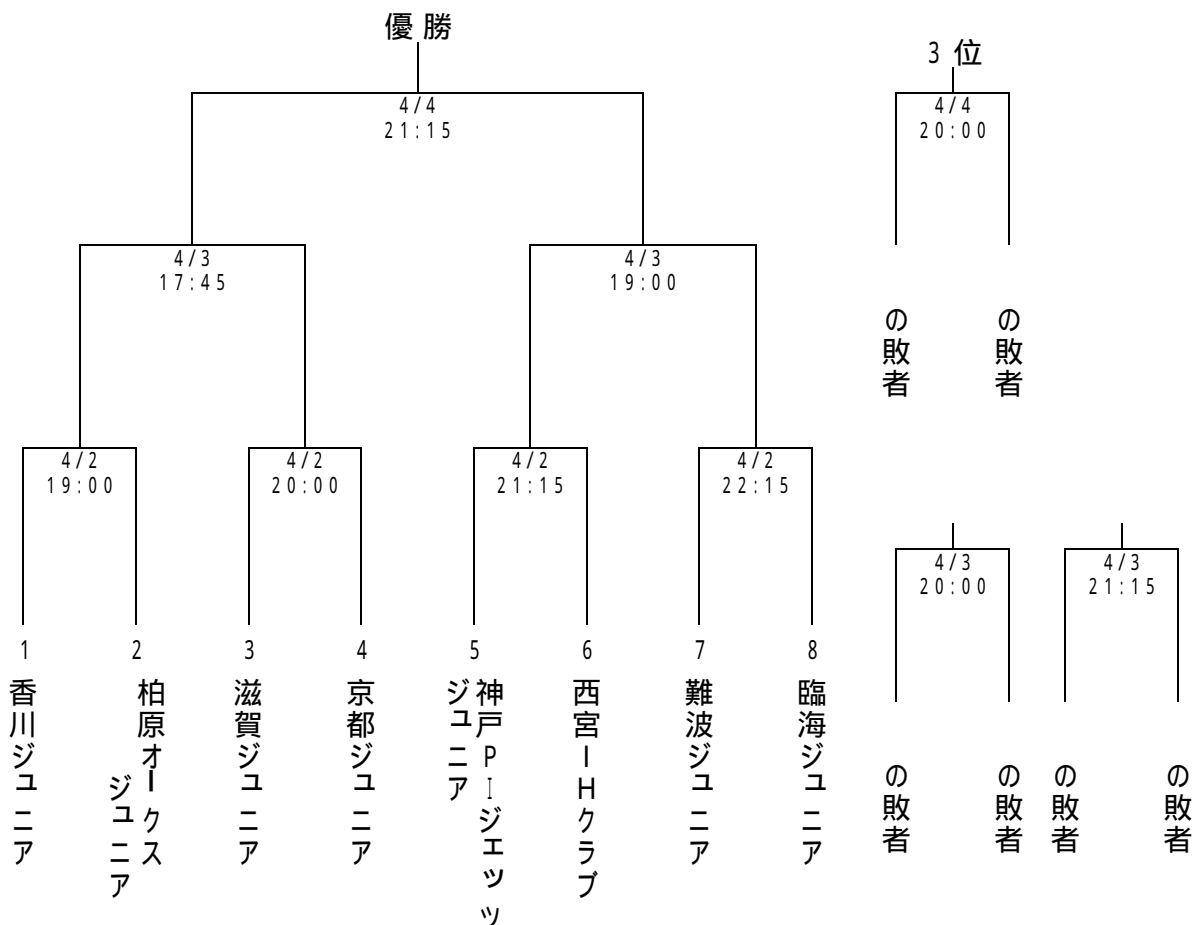 優勝
3位
4/4
21:15
4/4
20:00
4/3
17:45
4/3
19:00
の敗者
の敗者
4/2
19:00
4/2
20:00
4/2
21:15
4/2
22:15
4/3
20:00
4/3
21:15
1
2
3
4
5
6
7
8
香川ジュニア
柏原オークス
ジュニア
滋賀ジュニア
京都ジュニア
神戸PIジェッツ
ジュニア
西宮IHクラブ
難波ジュニア
臨海ジュニア
の敗者
の敗者
の敗者
の敗者